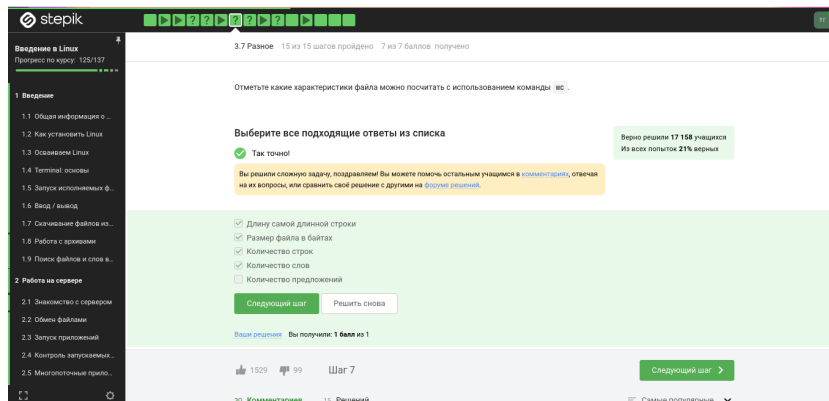 stepik
ТГ
Введение в Linux
Прогресс по курсу: 125/137
1 Введение
1.1 Общая информация о ...
1.2 Как установить Linux
1.3 Осваиваем Linux
1.4 Terminal: основы
1.5 Запуск исполняемых ф...
1.6 Ввод / вывод
1.7 Скачивание файлов из...
1.8 Работа с архивами
1.9 Поиск файлов и слов в...
2 Работа на сервере
2.1 Знакомство с сервером
2.2 Обмен файлами
2.3 Запуск приложений
2.4 Контроль запускаемых...
2.5 Многопоточные прило...
3.7 Разное 15 из 15 шагов пройдено 7 из 7 баллов получено
Отметьте какие характеристики файла можно посчитать с использованием команды wc .
Выберите все подходящие ответы из списка
Так точно!
Верно решили 17 158 учащихся
Из всех попыток 21% верных
Вы решили сложную задачу, поздравляем! Вы можете помочь остальным учащимся в комментариях, отвечая
на их вопросы, или сравнить своё решение с другими на форуме решений.
Длину самой длинной строки
Размер файла в байтах
Количество строк
Количество слов
Количество предложений
Следующий шаг Решить снова
Ваши решения Вы получили: 1 балл из 1
1529 99 Шаг 7 Следующий шаг
Комментариев 15 Решений Самые популярные